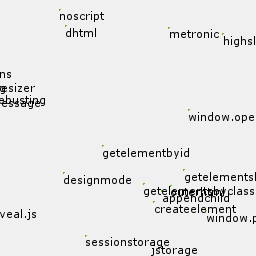 noscript
dhtml
metronic
highsl
ns
esizer
ebusting
essage
window.ope
getelementbyid
getelementsb
designmode
getelementsbyclass
appendchild
createelement
veal.js
window.p
sessionstorage
jstorage